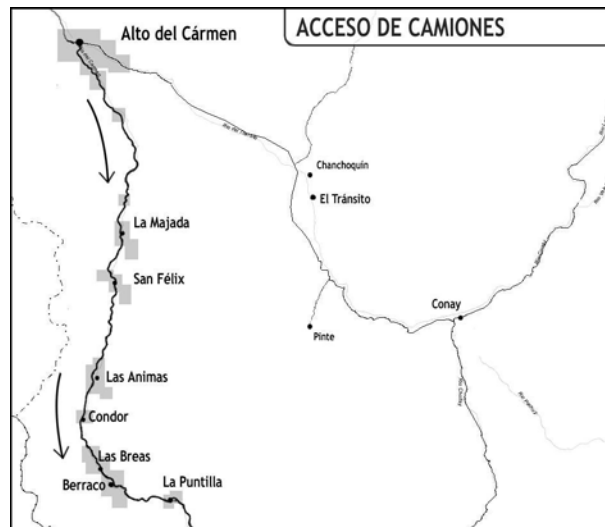 ACCESO DE CAMIONES
Alto del Cármen
Chanchoquín
El Tránsito
La Majada
San Félix
Conay
Pinte
Las Animas
Condor
Las Breas
Berraco
La Puntilla